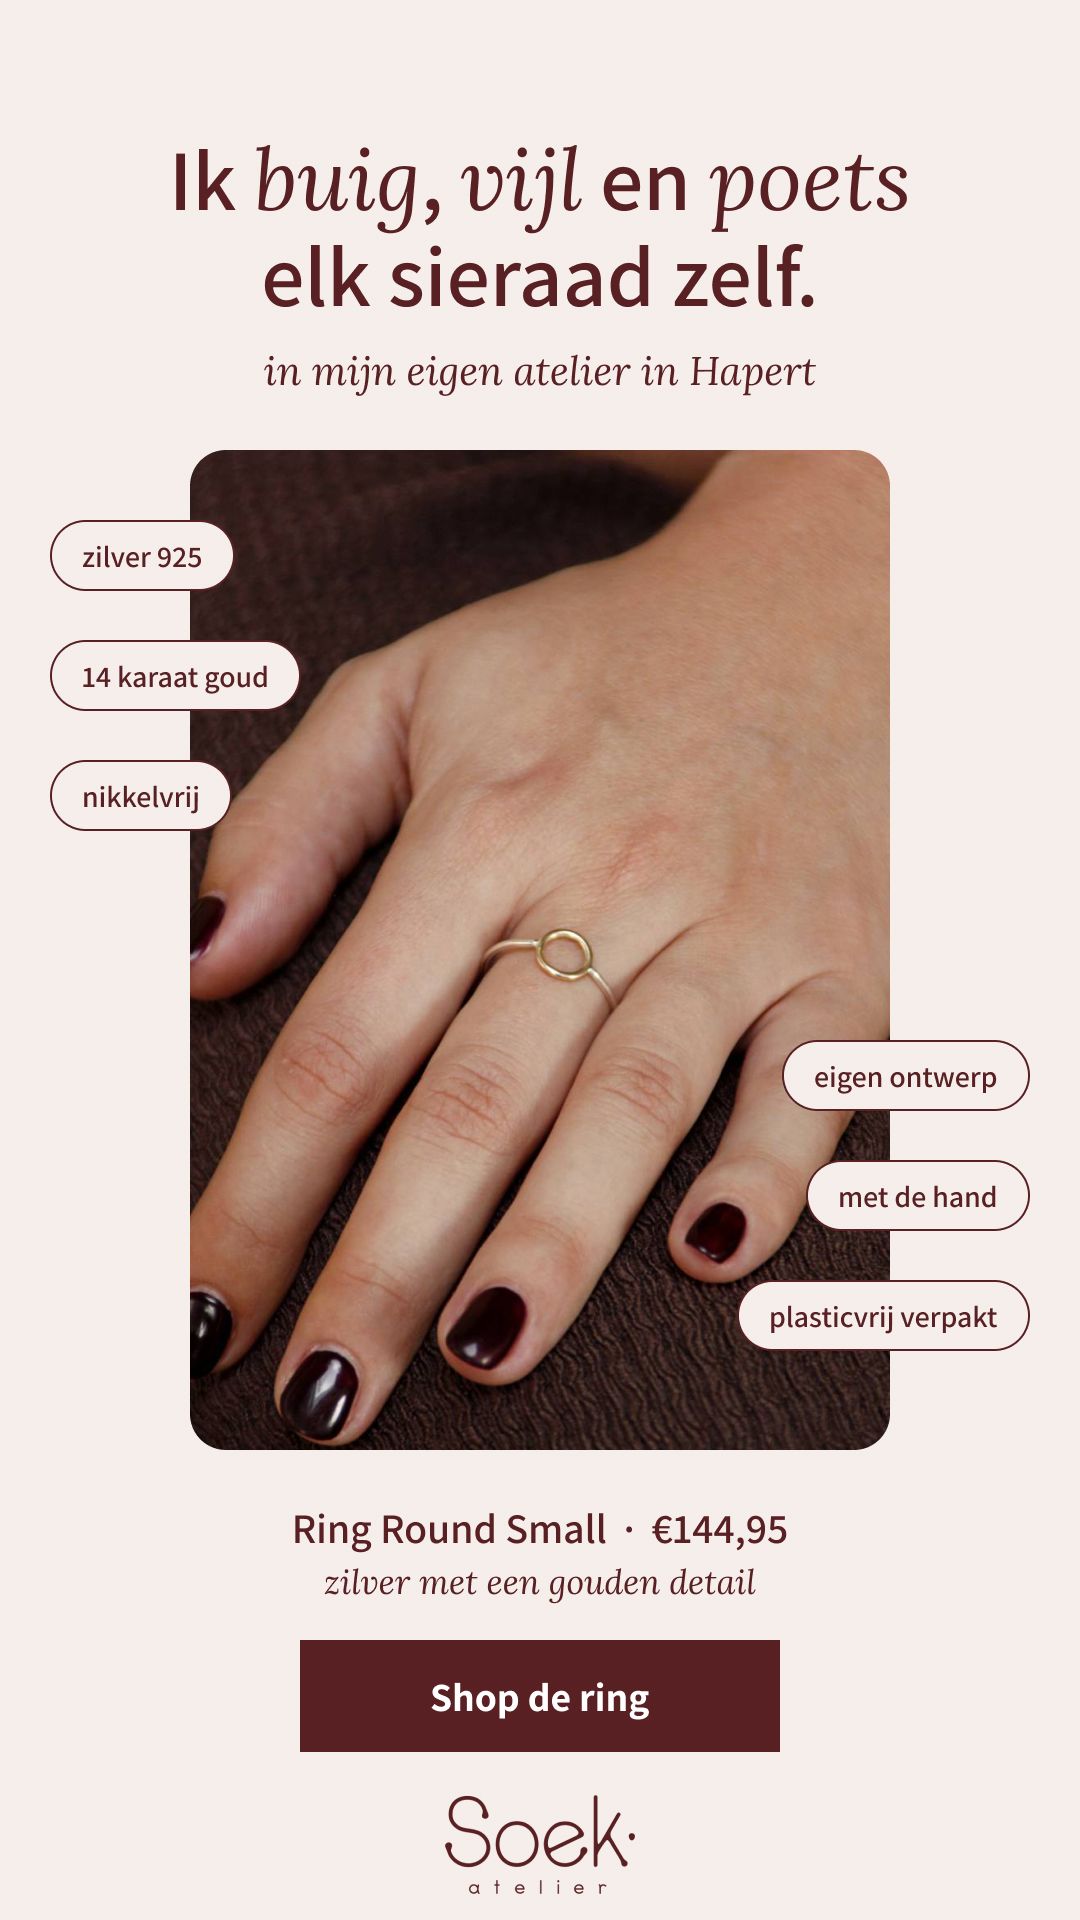 Ik buig, vijl en poets
elk sieraad zelf.
in mijn eigen atelier in Hapert
zilver 925
14 karaat goud
nikkelvrij
eigen ontwerp
met de hand
plasticvrij verpakt
Ring Round Small · €144,95
zilver met een gouden detail
Shop de ring
Soek
atelier